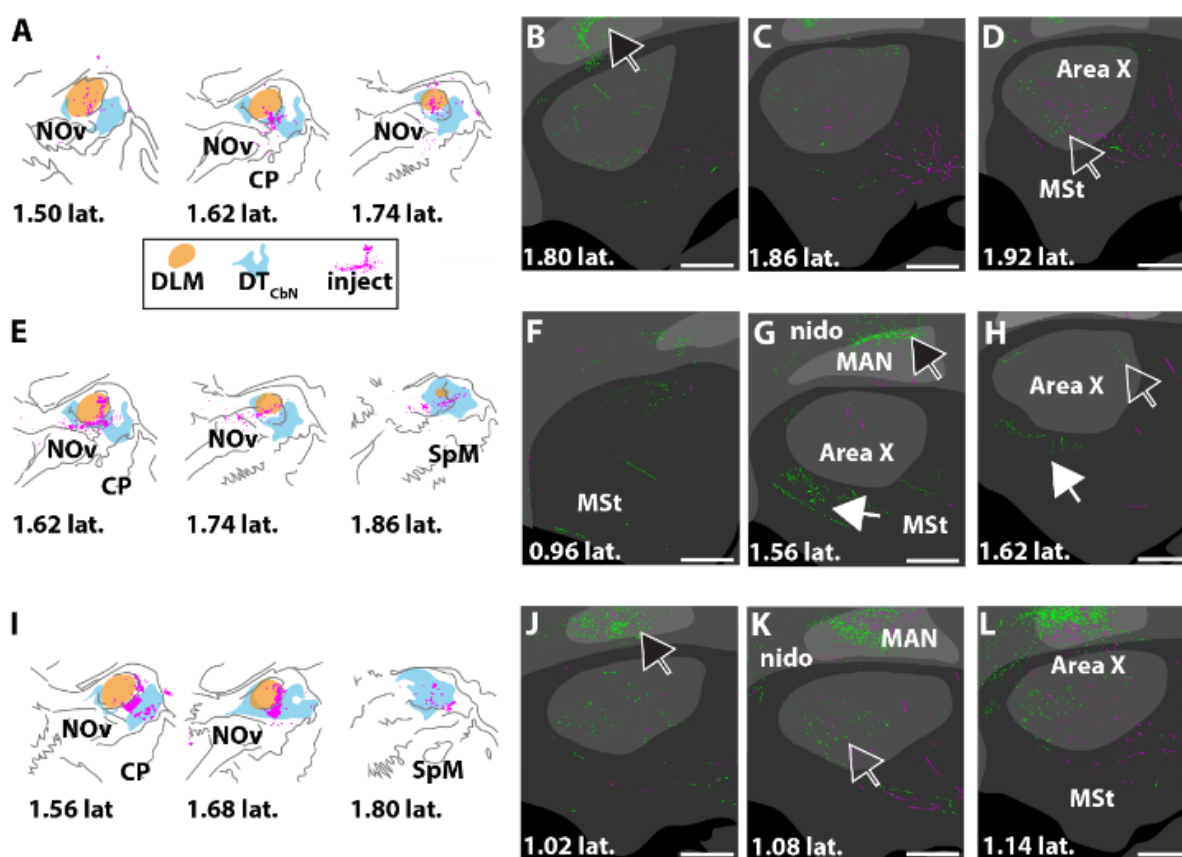 A
NOv
NOv
NOv
CP
1.50 lat.
1.62 lat.
1.74 lat.
DLM
DT CbN
inject
B
1.80 lat.
C
1.86 lat.
D
Area X
MSt
1.92 lat.
E
NOv
NOv
CP
SpM
1.62 lat.
1.74 lat.
1.86 lat.
F
MSt
0.96 lat.
G
nido
MAN
Area X
MSt
1.56 lat.
H
Area X
1.62 lat.
I
NOv
NOv
CP
SpM
1.56 lat
1.68 lat.
1.80 lat.
J
1.02 lat.
K
MAN
nido
1.08 lat.
L
Area X
MSt
1.14 lat.